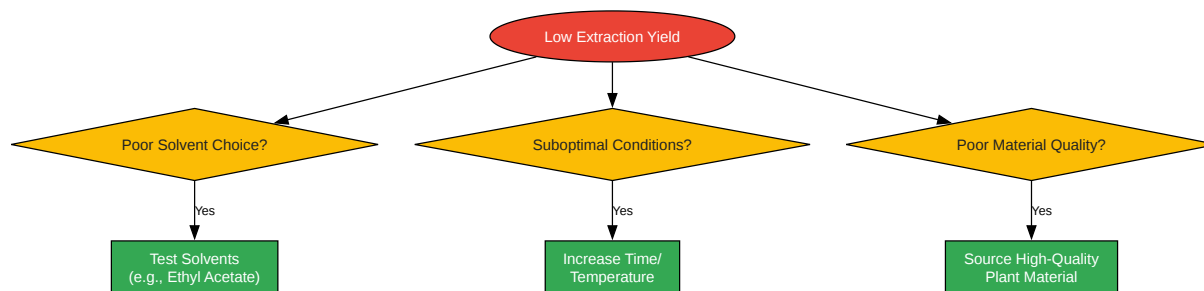 Low Extraction Yield
Poor Solvent Choice?
Suboptimal Conditions?
Poor Material Quality?
Yes
Yes
Yes
Test Solvents
(e.g., Ethyl Acetate)
Increase Time/
Temperature
Source High-Quality
Plant Material